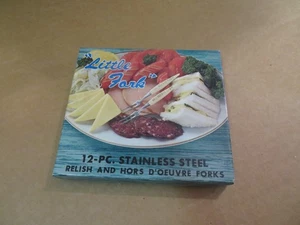 "Little
Fork"
12-PC. STAINLESS STEEL
RELISH AND HORS D'OEUVRE FORKS